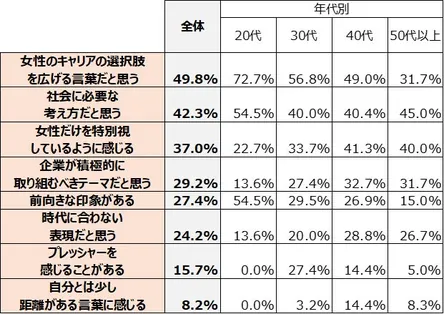 年代別
全体
20代 30代 40代 50代以上
女性のキャリアの選択肢
を広げる言葉だと思う 49.8% 72.7% 56.8% 49.0% 31.7%
社会に必要な
考え方だと思う 42.3% 54.5% 40.0% 40.4% 45.0%
女性だけを特別視
しているように感じる 37.0% 22.7% 33.7% 41.3% 40.0%
企業が積極的に
取り組むべきテーマだと思う 29.2% 13.6% 27.4% 32.7% 31.7%
前向きな印象がある 27.4% 54.5% 29.5% 26.9% 15.0%
時代に合わない
表現だと思う 24.2% 13.6% 20.0% 28.8% 26.7%
プレッシャーを
感じることがある 15.7% 0.0% 27.4% 14.4% 5.0%
自分とは少し
距離がある言葉に感じる 8.2% 0.0% 3.2% 14.4% 8.3%